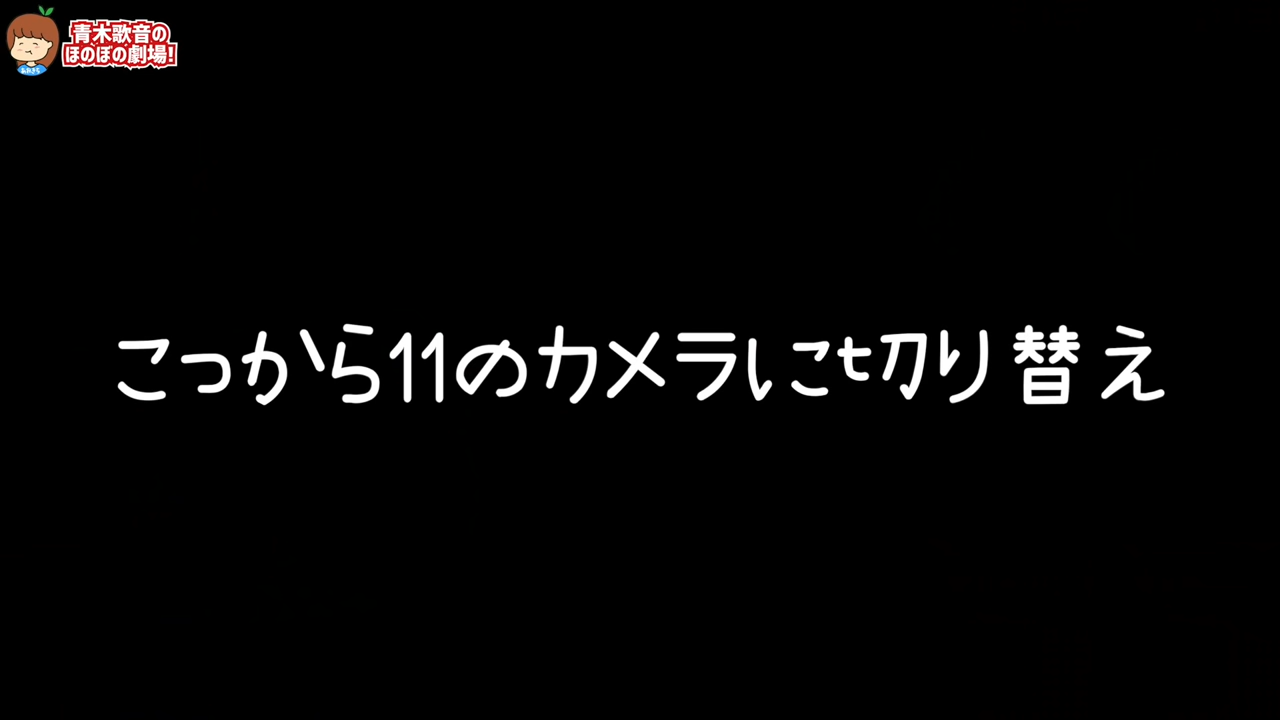 青木歌音の
ほのぼの劇場!
こっから11のカメラに切り替え